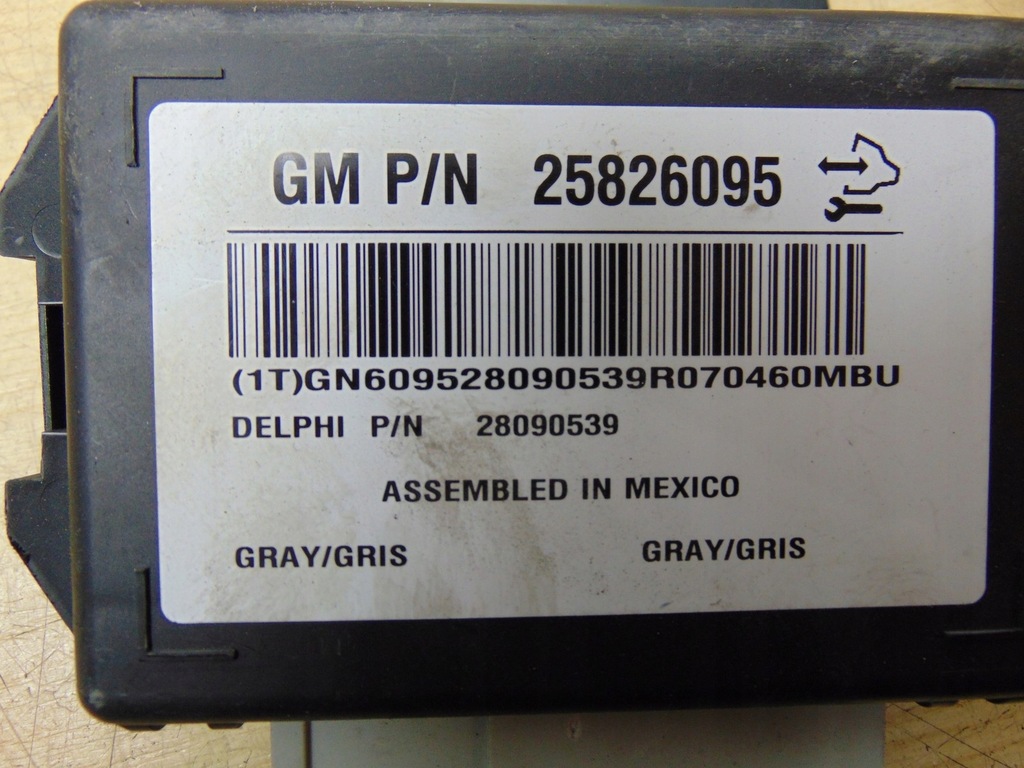 GM P/N 25826095
(1T)GN609528090539R070460MBU
DELPHI P/N 28090539
ASSEMBLED IN MEXICO
GRAY/GRIS GRAY/GRIS